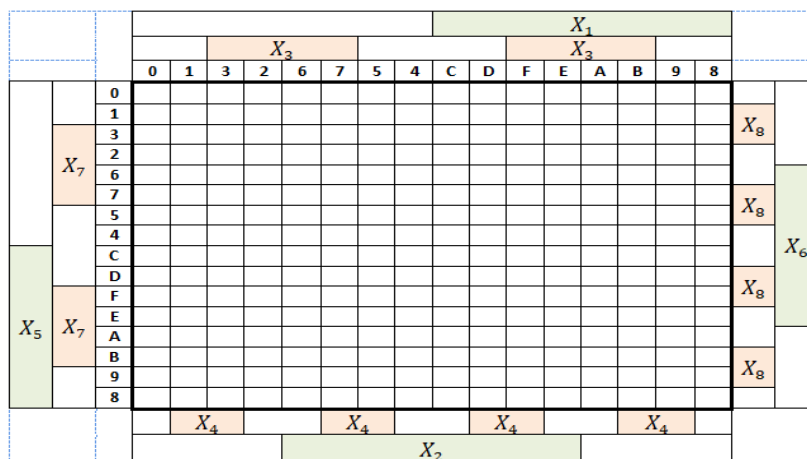 X₁
X₃ X₃
0 1 3 2 6 7 5 4 C D F E A B 9 8
0
1 X₈
3
X₇
2
6
7 X₈
5
4
X₆
C
D X₈
F
X₅ X₇
E
A
B X₈
9
8
X₄ X₄ X₄ X₄
X₂